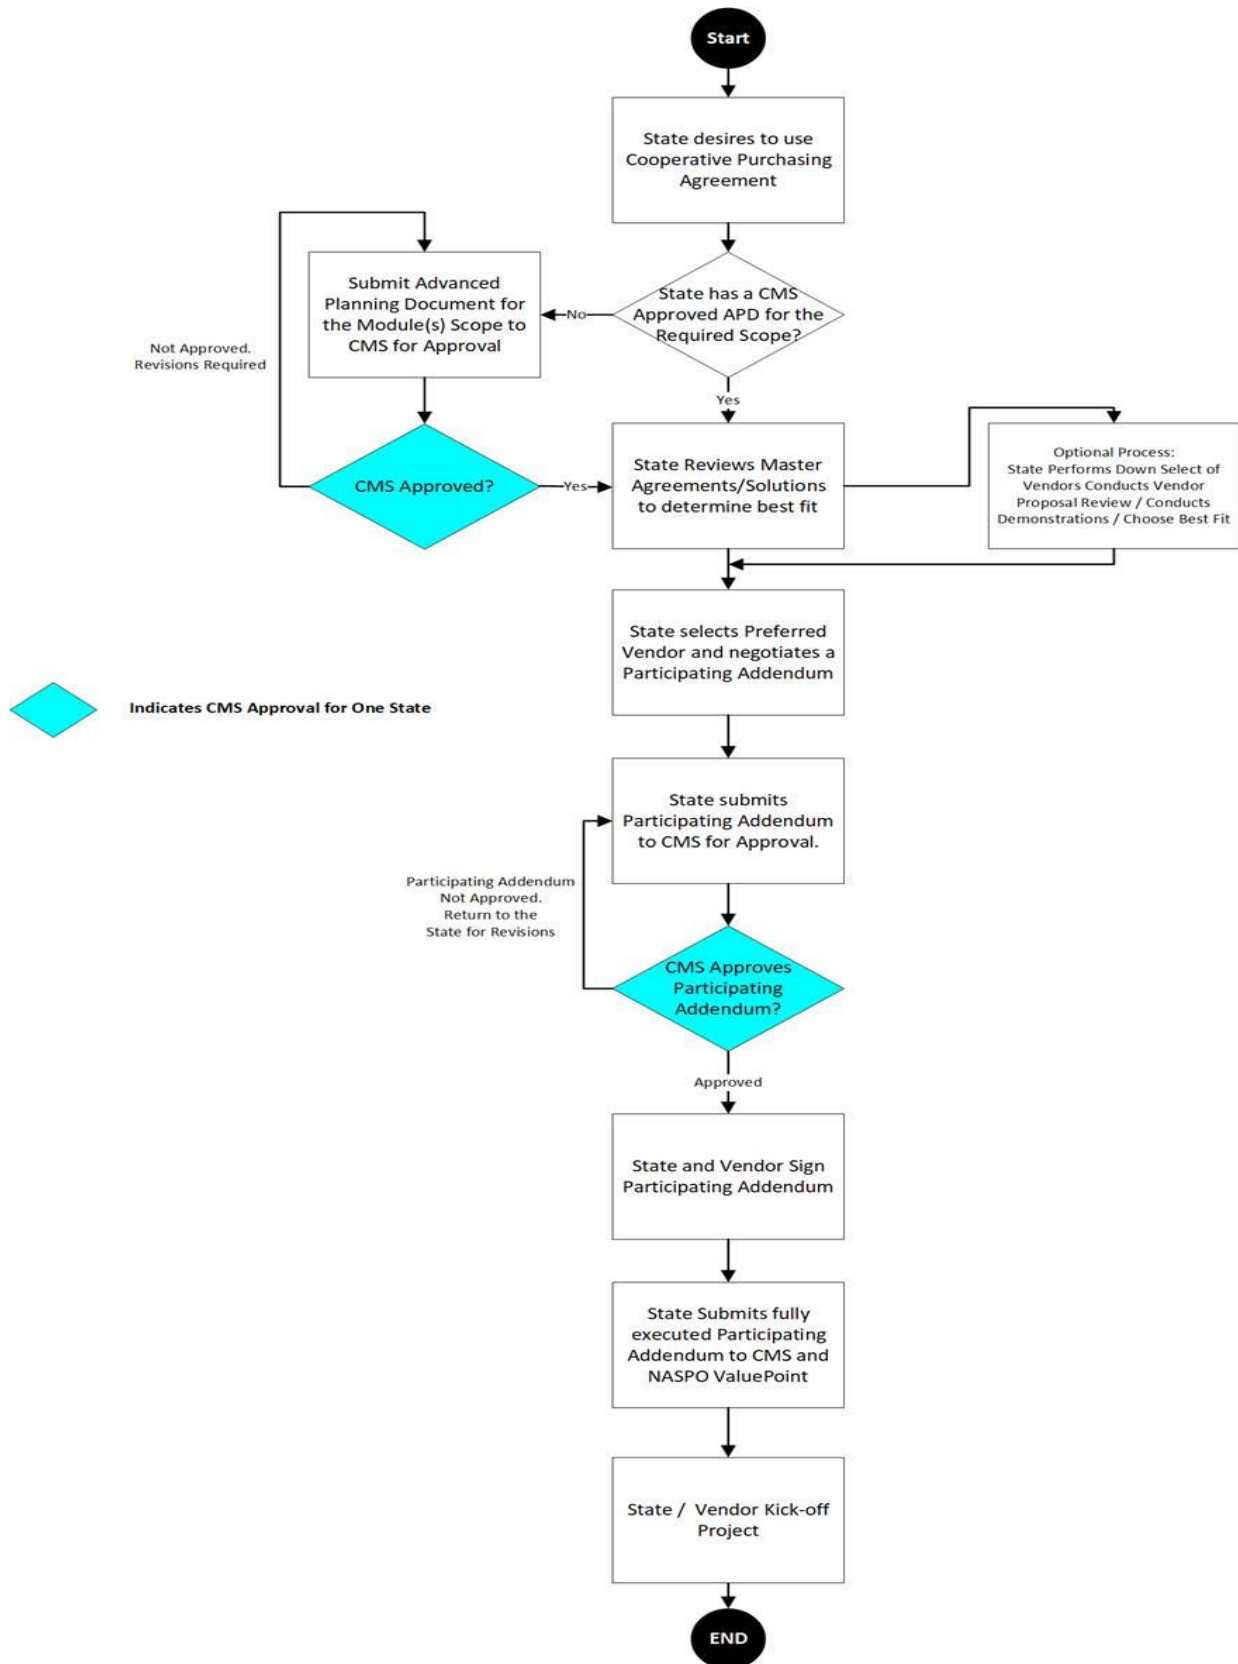 Start
State desires to use
Cooperative Purchasing
Agreement
State has a CMS
Approved APD for the
Required Scope?
No
Submit Advanced
Planning Document for
the Module(s) Scope to
CMS for Approval
Not Approved.
Revisions Required
CMS Approved?
Yes
Yes
State Reviews Master
Agreements/Solutions
to determine best fit
Optional Process:
State Performs Down Select of
Vendors Conducts Vendor
Proposal Review / Conducts
Demonstrations / Choose Best Fit
State selects Preferred
Vendor and negotiates a
Participating Addendum
Indicates CMS Approval for One State
State submits
Participating Addendum
to CMS for Approval.
Participating Addendum
Not Approved.
Return to the
State for Revisions
CMS Approves
Participating
Addendum?
Approved
State and Vendor Sign
Participating Addendum
State Submits fully
executed Participating
Addendum to CMS and
NASPO ValuePoint
State / Vendor Kick-off
Project
END